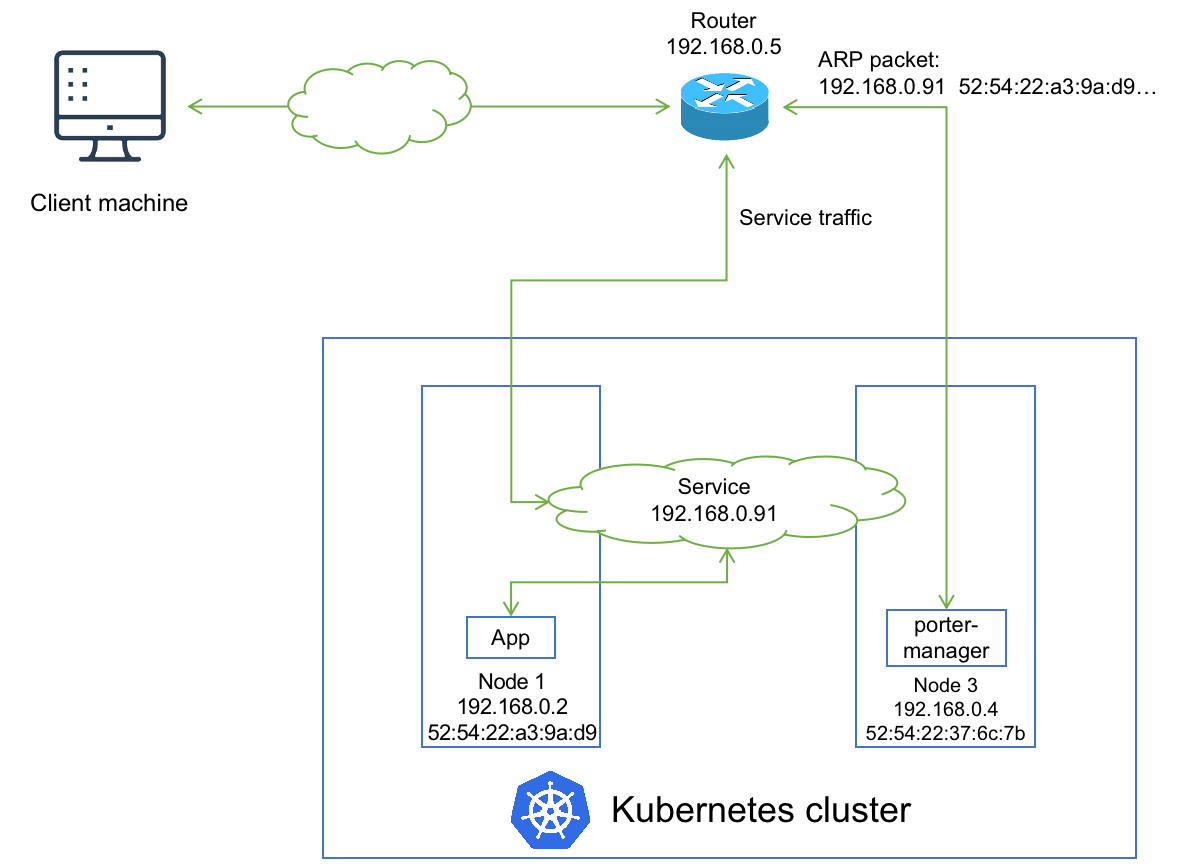 Router
192.168.0.5
ARP packet:
192.168.0.91 52:54:22:a3:9a:d9…
Client machine
Service traffic
Service
192.168.0.91
App
Node 1
192.168.0.2
52:54:22:a3:9a:d9
porter-
manager
Node 3
192.168.0.4
52:54:22:37:6c:7b
Kubernetes cluster